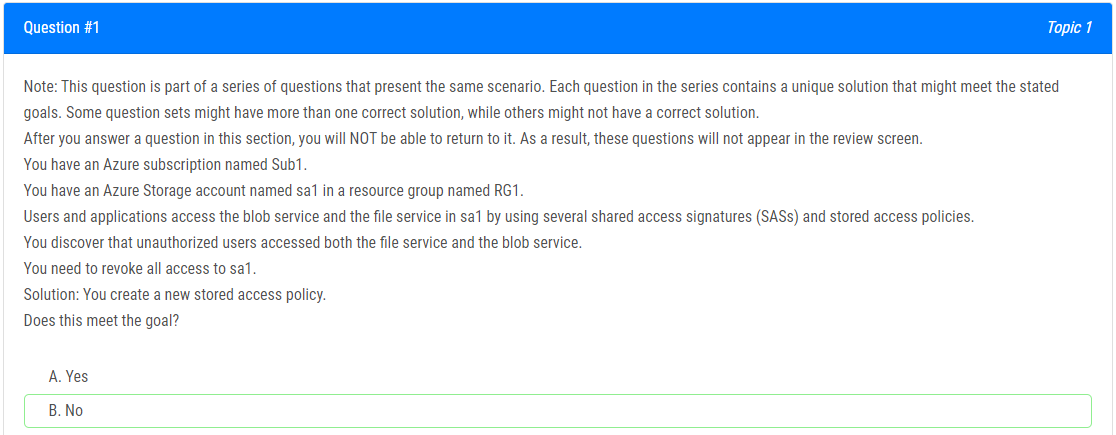 Question #1
Topic 1
Note: This question is part of a series of questions that present the same scenario. Each question in the series contains a unique solution that might meet the stated
goals. Some question sets might have more than one correct solution, while others might not have a correct solution.
After you answer a question in this section, you will NOT be able to return to it. As a result, these questions will not appear in the review screen.
You have an Azure subscription named Sub1.
You have an Azure Storage account named sa1 in a resource group named RG1.
Users and applications access the blob service and the file service in sa1 by using several shared access signatures (SASs) and stored access policies.
You discover that unauthorized users accessed both the file service and the blob service.
You need to revoke all access to sa1.
Solution: You create a new stored access policy.
Does this meet the goal?
A. Yes
B. No